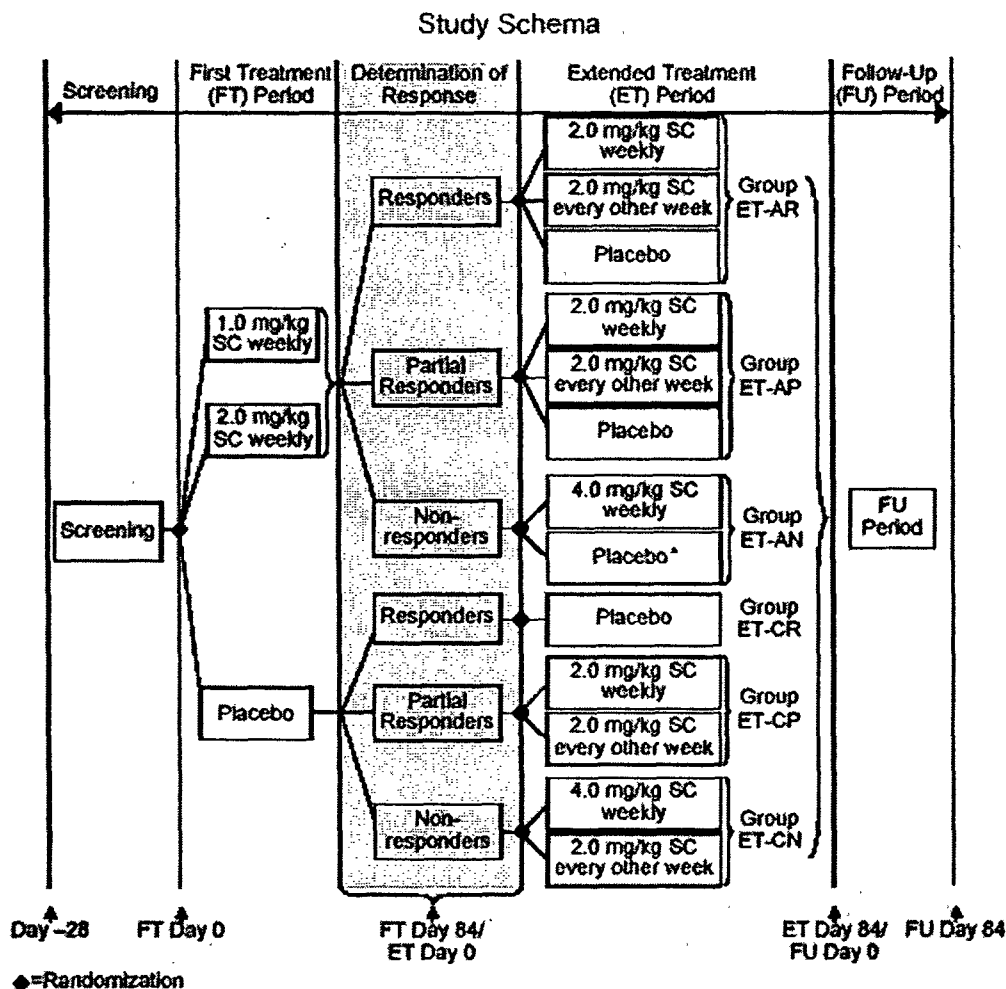 Study Schema
Screening
First Treatment
(FT) Period
Determination of
Response
Extended Treatment
(ET) Period
Follow-Up
(FU) Period
2.0 mg/kg SC
weekly
2.0 mg/kg SC
every other week
Placebo
Group
ET-AR
Responders
1.0 mg/kg
SC weekly
2.0 mg/kg
SC weekly
Partial
Responders
2.0 mg/kg SC
weekly
2.0 mg/kg SC
every other week
Placebo
Group
ET-AP
Screening
Non-
responders
4.0 mg/kg SC
weekly
Placebo*
Group
ET-AN
FU
Period
Responders
Placebo
Group
ET-CR
Placebo
Partial
Responders
2.0 mg/kg SC
weekly
2.0 mg/kg SC
every other week
Group
ET-CP
Non-
responders
4.0 mg/kg SC
weekly
2.0 mg/kg SC
every other week
Group
ET-CN
Day –28
FT Day 0
FT Day 84/
ET Day 0
ET Day 84/
FU Day 0
FU Day 84
◆=Randomization